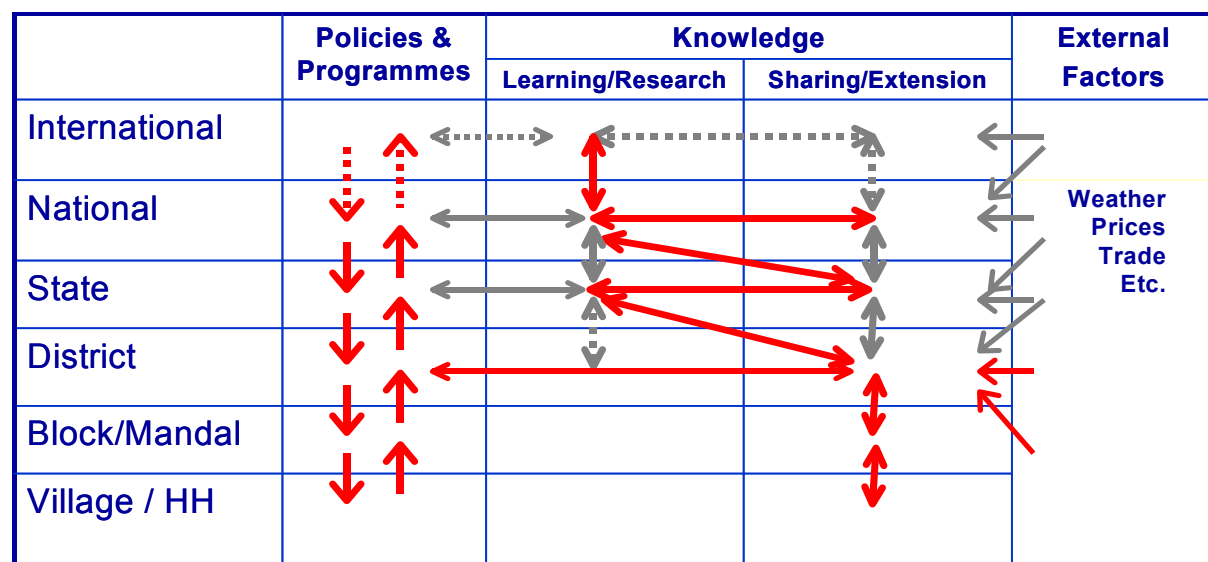 Policies &
Programmes
Knowledge
External
Factors
Learning/Research
Sharing/Extension
International
National
State
District
Block/Mandal
Village / HH
Weather
Prices
Trade
Etc.